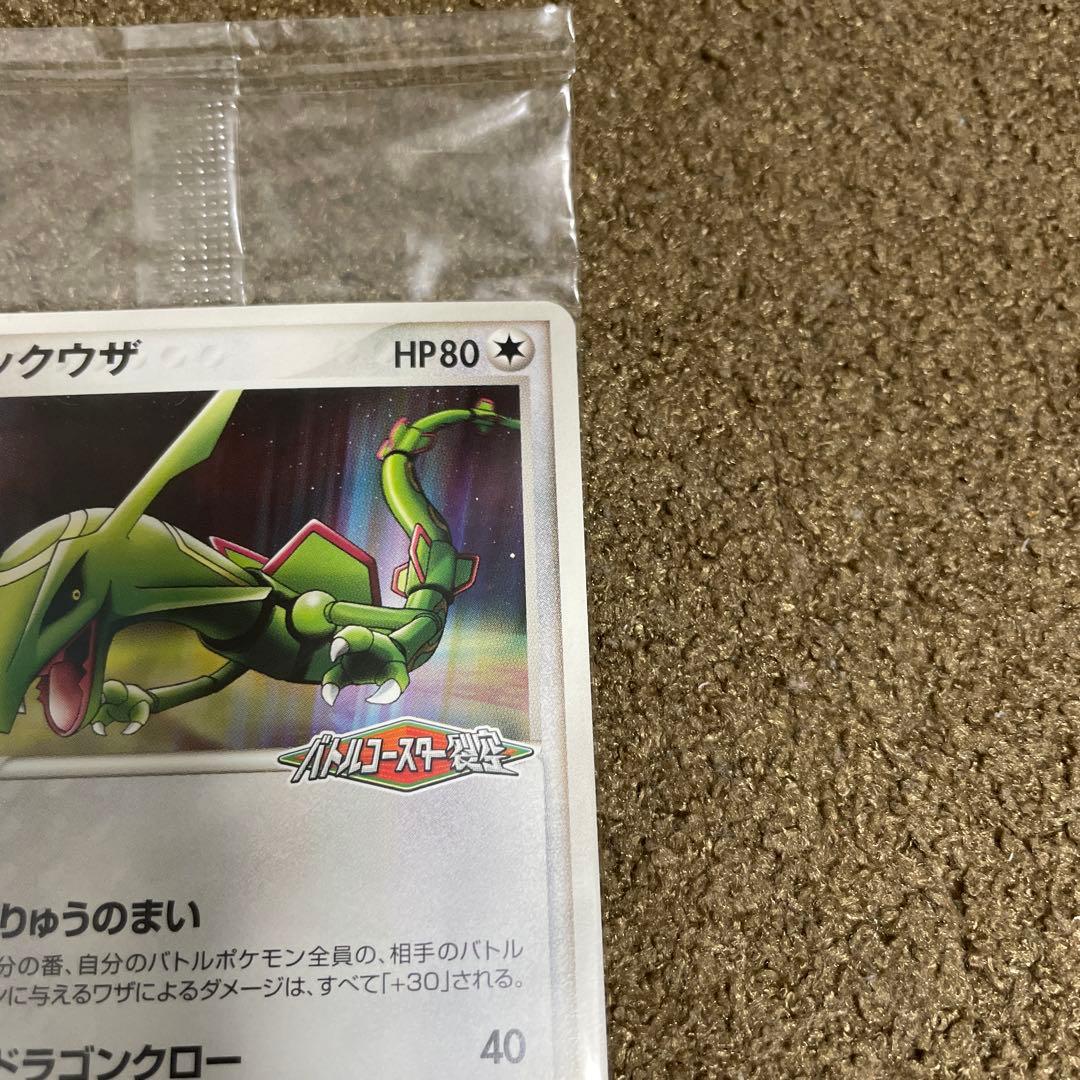 ックウザ HP80
バトルコースター裂空
りゅうのまい
分の番、自分のバトルポケモン全員の、相手のバトル
ンに与えるワザによるダメージは、すべて「+30」される。
ドラゴンクロー 40